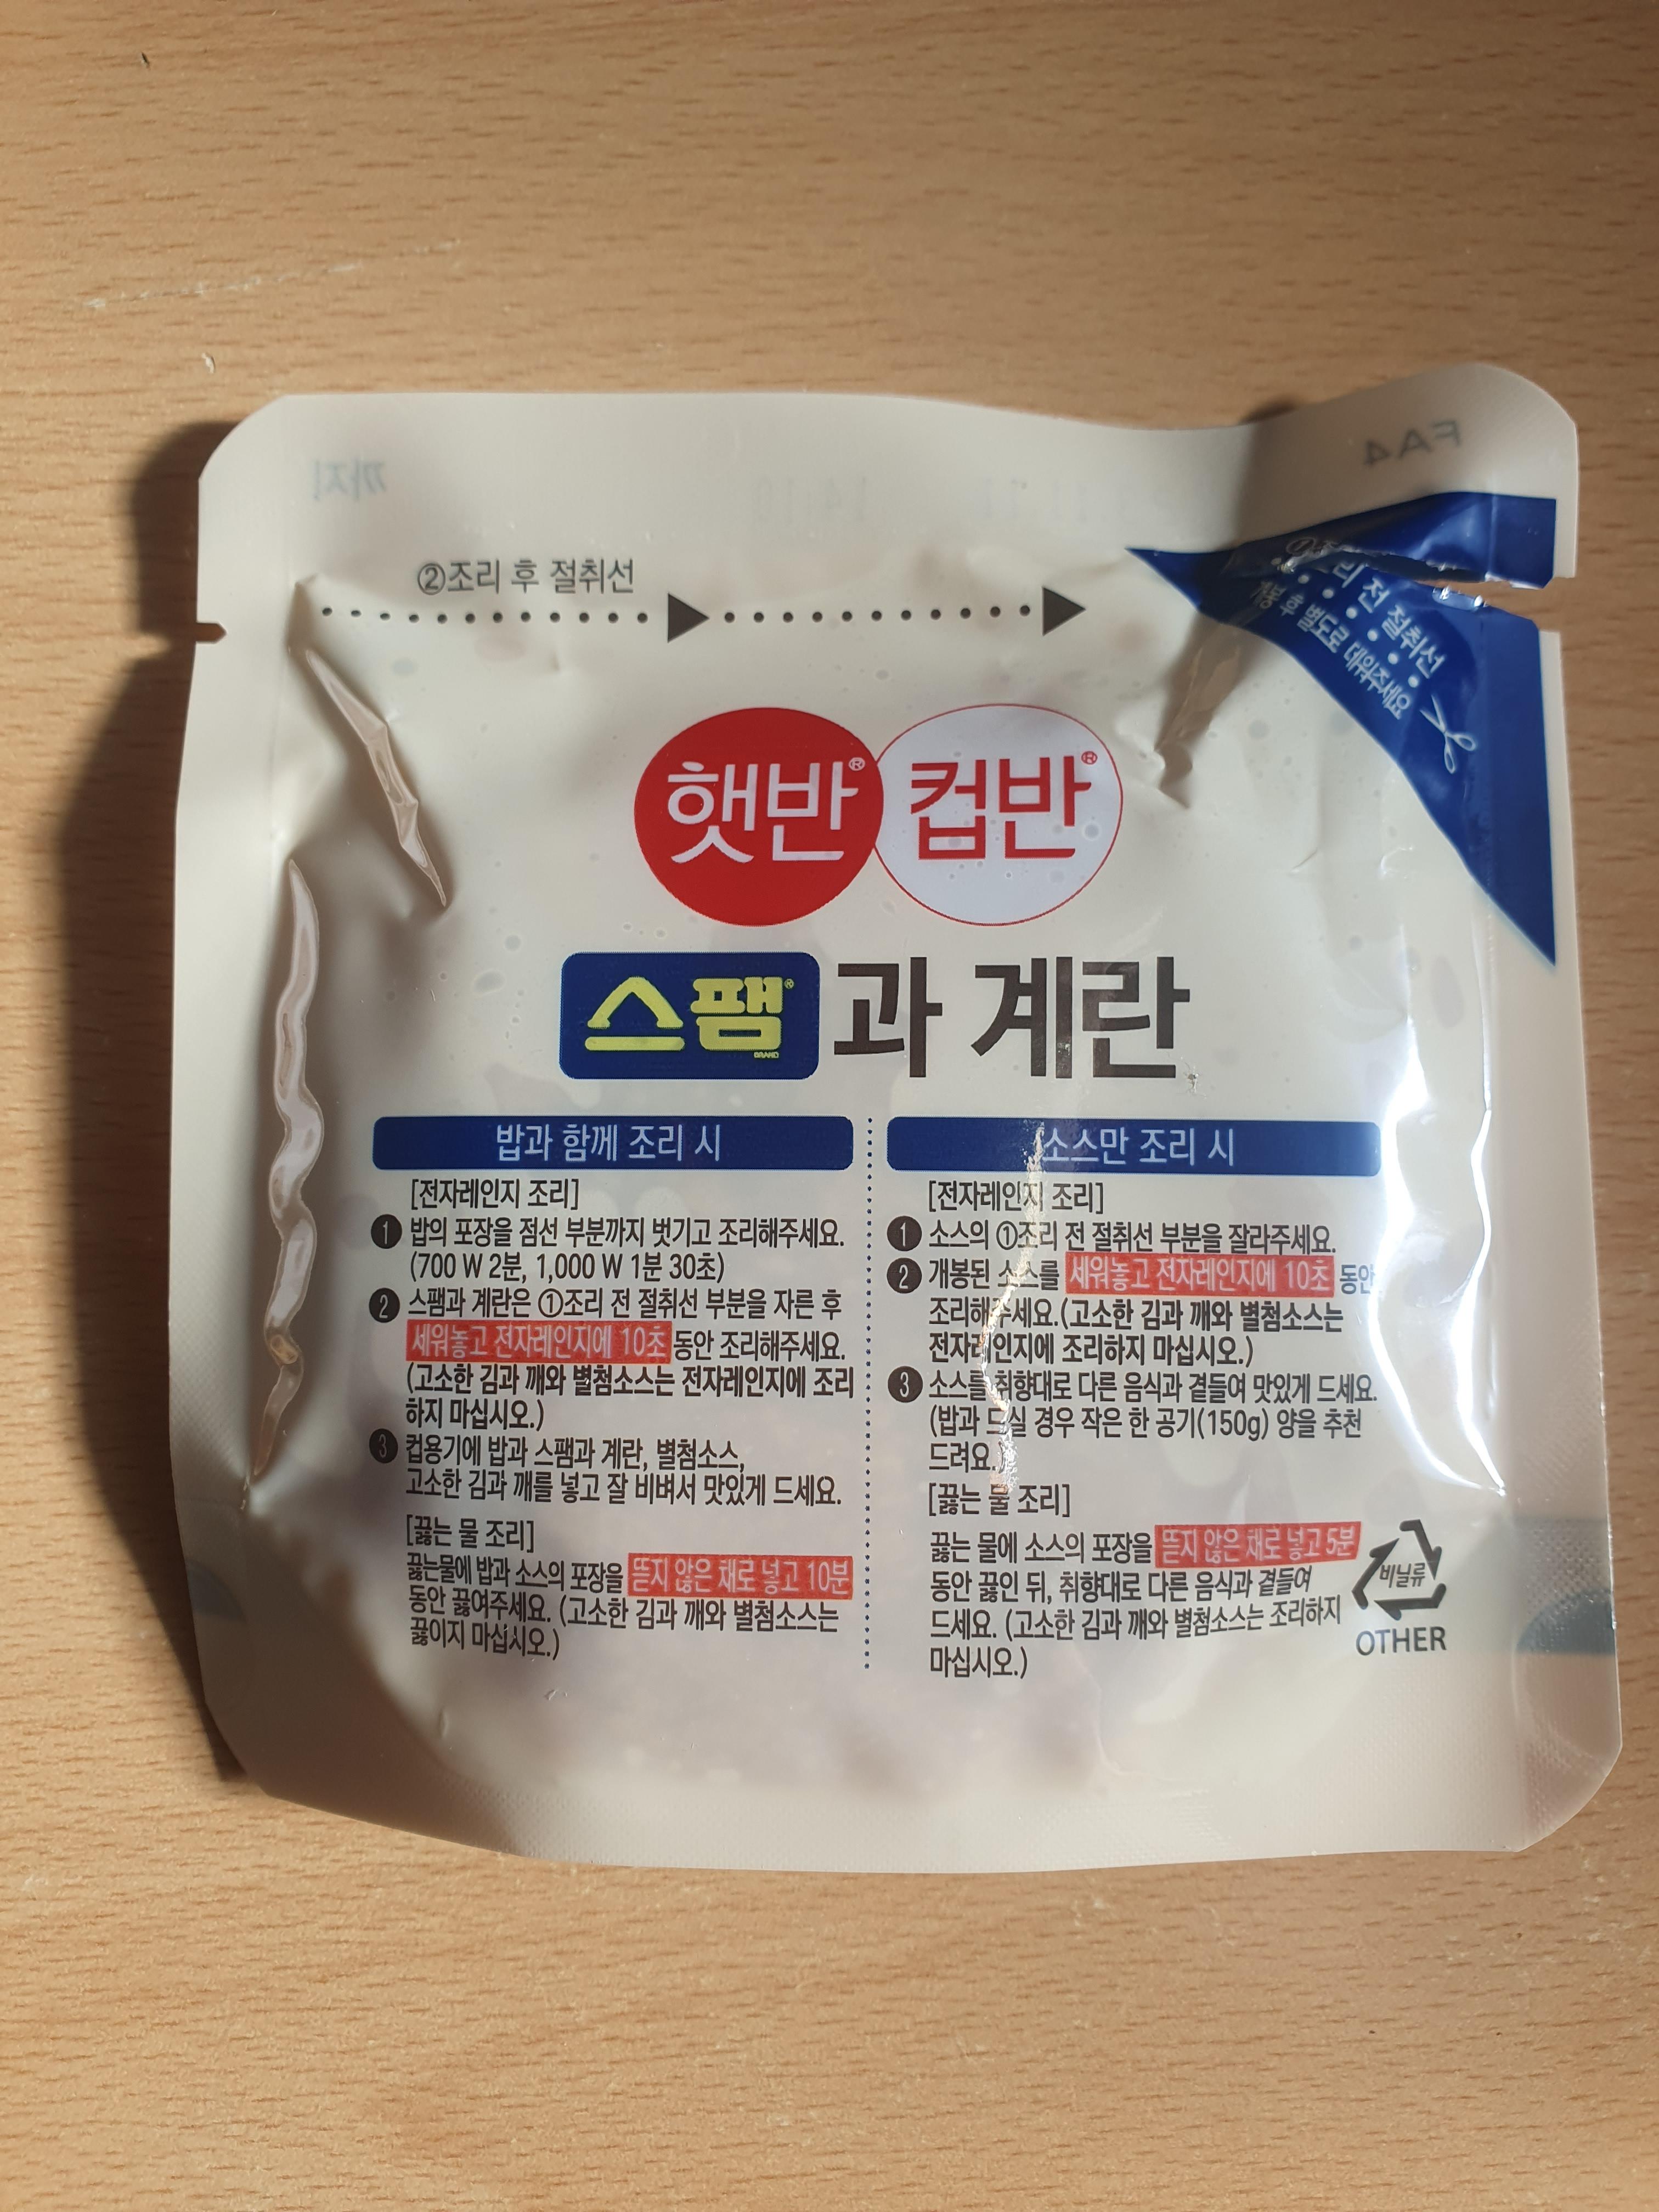 FA4
까지
②조리 후 절취선
①조리 전 절취선
개봉 후 별도로 데워주세요
햇반® 컵반®
스팸®과 계란
BRAND
밥과 함께 조리 시
[전자레인지 조리]
1 밥의 포장을 점선 부분까지 벗기고 조리해주세요.
(700 W 2분, 1,000 W 1분 30초)
2 스팸과 계란은 ①조리 전 절취선 부분을 자른 후
세워놓고 전자레인지에 10초 동안 조리해주세요.
(고소한 김과 깨와 별첨소스는 전자레인지에 조리
하지 마십시오.)
3 컵용기에 밥과 스팸과 계란, 별첨소스,
고소한 김과 깨를 넣고 잘 비벼서 맛있게 드세요.
[끓는 물 조리]
끓는물에 밥과 소스의 포장을 뜯지 않은 채로 넣고 10분
동안 끓여주세요. (고소한 김과 깨와 별첨소스는
끓이지 마십시오.)
소스만 조리 시
[전자레인지 조리]
1 소스의 ①조리 전 절취선 부분을 잘라주세요.
2 개봉된 소스를 세워놓고 전자레인지에 10초 동안
조리해주세요.(고소한 김과 깨와 별첨소스는
전자레인지에 조리하지 마십시오.)
3 소스를 취향대로 다른 음식과 곁들여 맛있게 드세요.
(밥과 드실 경우 작은 한 공기(150g) 양을 추천
드려요.)
[끓는 물 조리]
끓는 물에 소스의 포장을 뜯지 않은 채로 넣고 5분
동안 끓인 뒤, 취향대로 다른 음식과 곁들여
드세요. (고소한 김과 깨와 별첨소스는 조리하지
마십시오.)
비닐류
OTHER